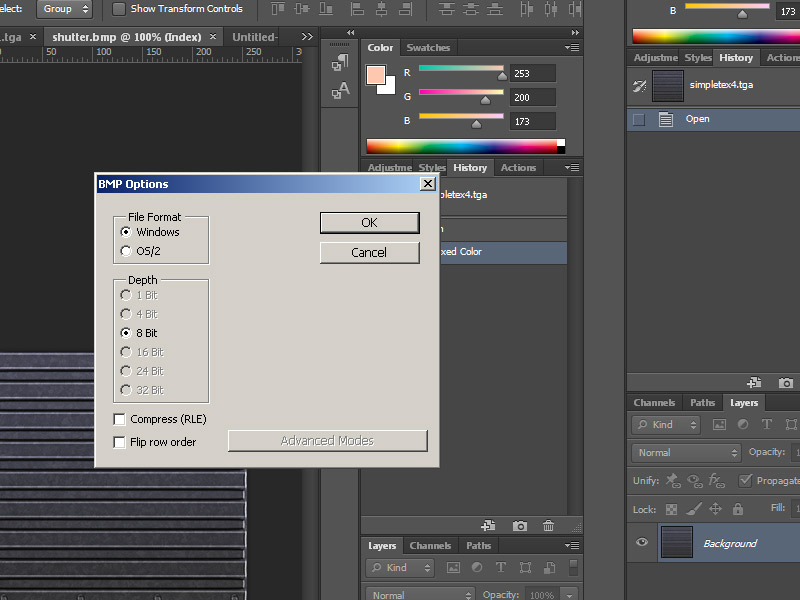 elect: Group Show Transform Controls
.tga × shutter.bmp @ 100% (Index) × Untitled-
50 100 150 200 250
Color Swatches
R 253
G 200
B 173
Adjustme Styles History Actions
pletex4.tga
n
xed Color
BMP Options
File Format
Windows
OS/2
OK
Cancel
Depth
1 Bit
4 Bit
8 Bit
16 Bit
24 Bit
32 Bit
Compress (RLE)
Flip row order
Advanced Modes
Layers Channels Paths
Kind
Normal Opacity: 100%
B 173
Adjustme Styles History Actions
simpletex4.tga
Open
Channels Paths Layers
Kind
Normal Opacity: 1
Unify: Propagate
Lock: Fill: 1
Background